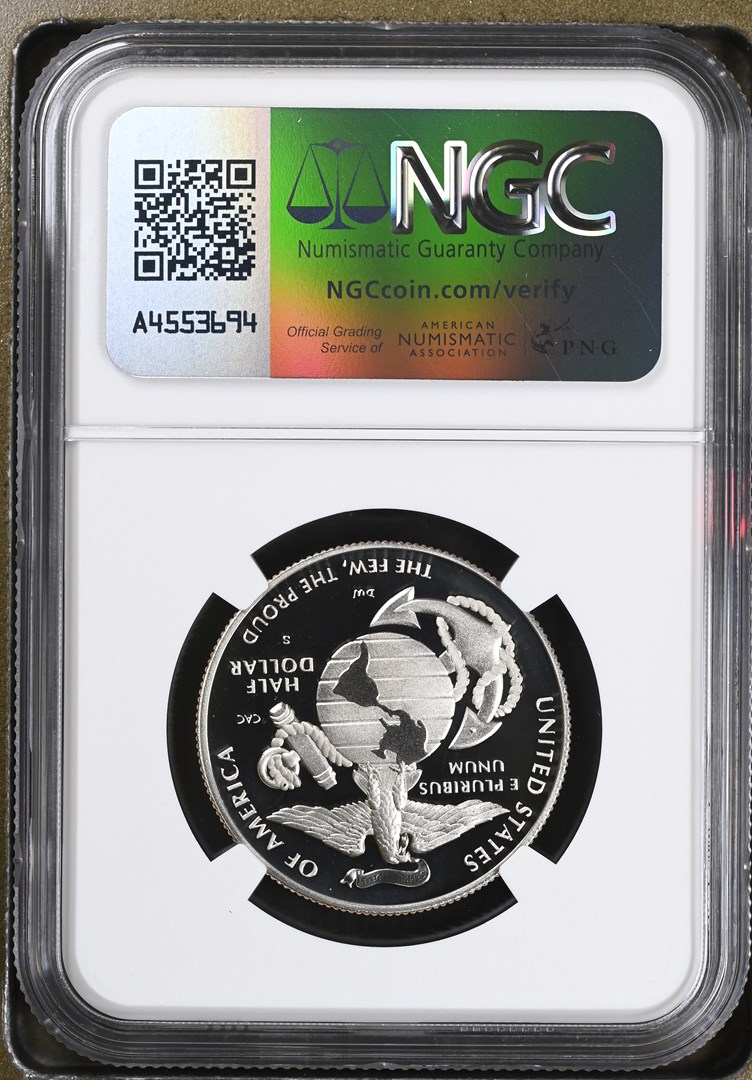 NGC
Numismatic Guaranty Company
NGCcoin.com/verify
A4553694
Official Grading
Service of
AMERICAN
NUMISMATIC
ASSOCIATION
PNG
UNITED STATES
OF AMERICA
E PLURIBUS
UNUM
CAC
HALF
DOLLAR
S
DW
THE FEW, THE PROUD